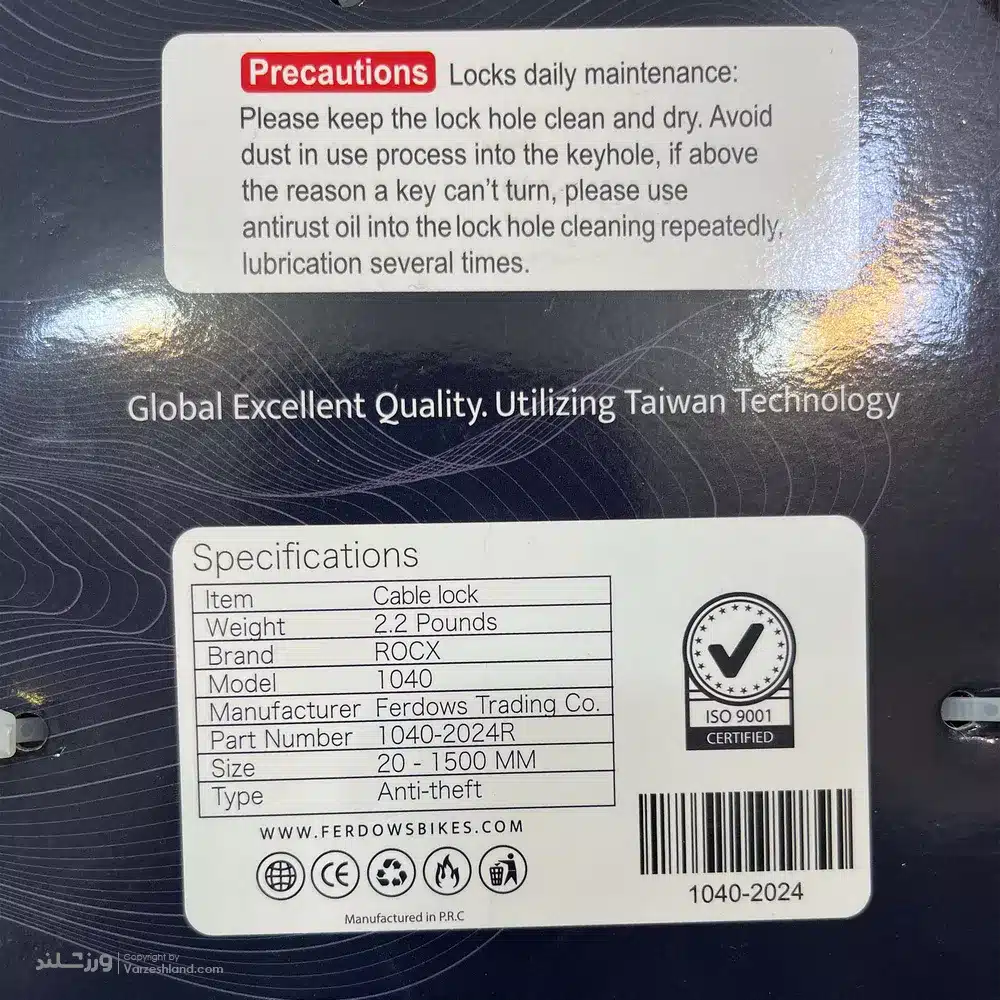 Precautions Locks daily maintenance:
Please keep the lock hole clean and dry. Avoid
dust in use process into the keyhole, if above
the reason a key can't turn, please use
antirust oil into the lock hole cleaning repeatedly,
lubrication several times.
Global Excellent Quality. Utilizing Taiwan Technology
Specifications
Item Cable lock
Weight 2.2 Pounds
Brand ROCX
Model 1040
Manufacturer Ferdows Trading Co.
Part Number 1040-2024R
Size 20 - 1500 MM
Type Anti-theft
ISO 9001
CERTIFIED
WWW.FERDOWSBIKES.COM
CE
1040-2024
Manufactured in P.R.C
ورزشلند
Copyright by
Varzeshland.com